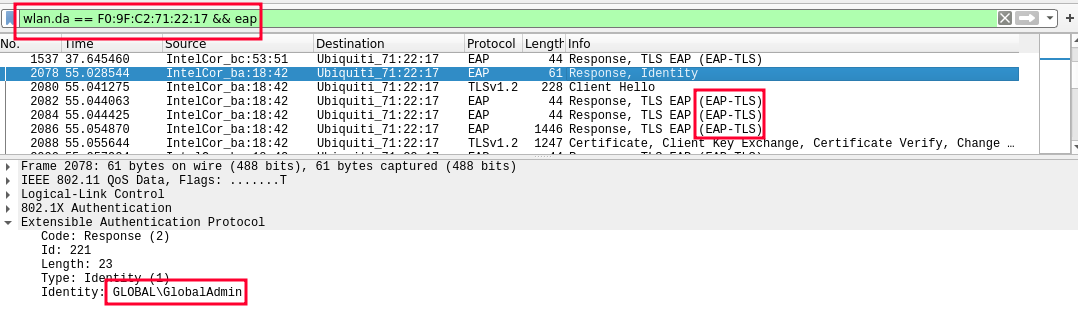 wlan.da == F0:9F:C2:71:22:17 && eap
No. Time Source Destination Protocol Length Info
1537 37.645460 IntelCor_bc:53:51 Ubiquiti_71:22:17 EAP 44 Response, TLS EAP (EAP-TLS)
2078 55.028544 IntelCor_ba:18:42 Ubiquiti_71:22:17 EAP 61 Response, Identity
2080 55.041275 IntelCor_ba:18:42 Ubiquiti_71:22:17 TLSv1.2 228 Client Hello
2082 55.044063 IntelCor_ba:18:42 Ubiquiti_71:22:17 EAP 44 Response, TLS EAP (EAP-TLS)
2084 55.044425 IntelCor_ba:18:42 Ubiquiti_71:22:17 EAP 44 Response, TLS EAP (EAP-TLS)
2086 55.054870 IntelCor_ba:18:42 Ubiquiti_71:22:17 EAP 1446 Response, TLS EAP (EAP-TLS)
2088 55.055644 IntelCor_ba:18:42 Ubiquiti_71:22:17 TLSv1.2 1247 Certificate, Client Key Exchange, Certificate Verify, Change …
Frame 2078: 61 bytes on wire (488 bits), 61 bytes captured (488 bits)
IEEE 802.11 QoS Data, Flags: .......T
Logical-Link Control
802.1X Authentication
Extensible Authentication Protocol
Code: Response (2)
Id: 221
Length: 23
Type: Identity (1)
Identity: GLOBAL\GlobalAdmin